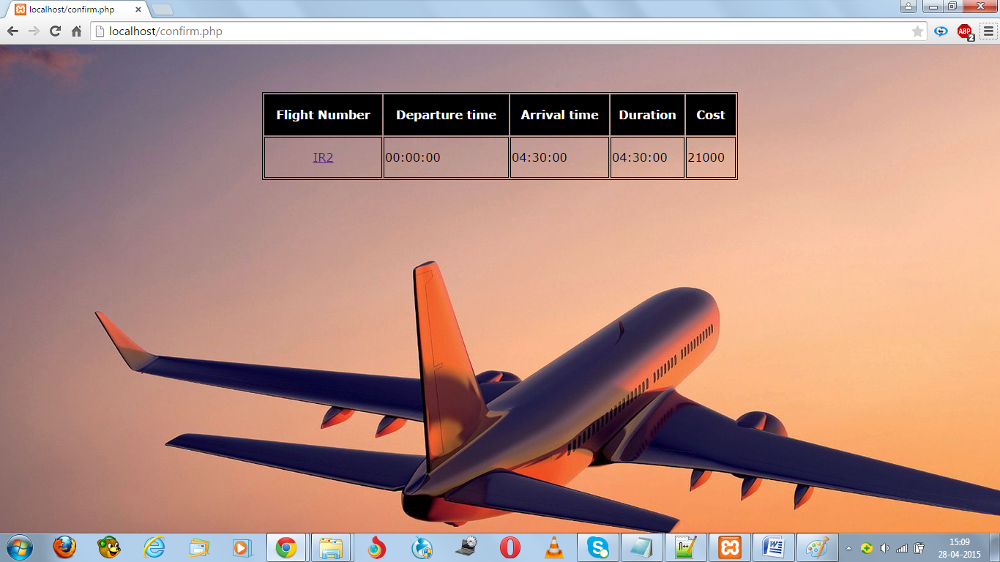 localhost/confirm.php
localhost/confirm.php
ABP
2
Flight Number Departure time Arrival time Duration Cost
IR2 00:00:00 04:30:00 04:30:00 21000
15:09
28-04-2015